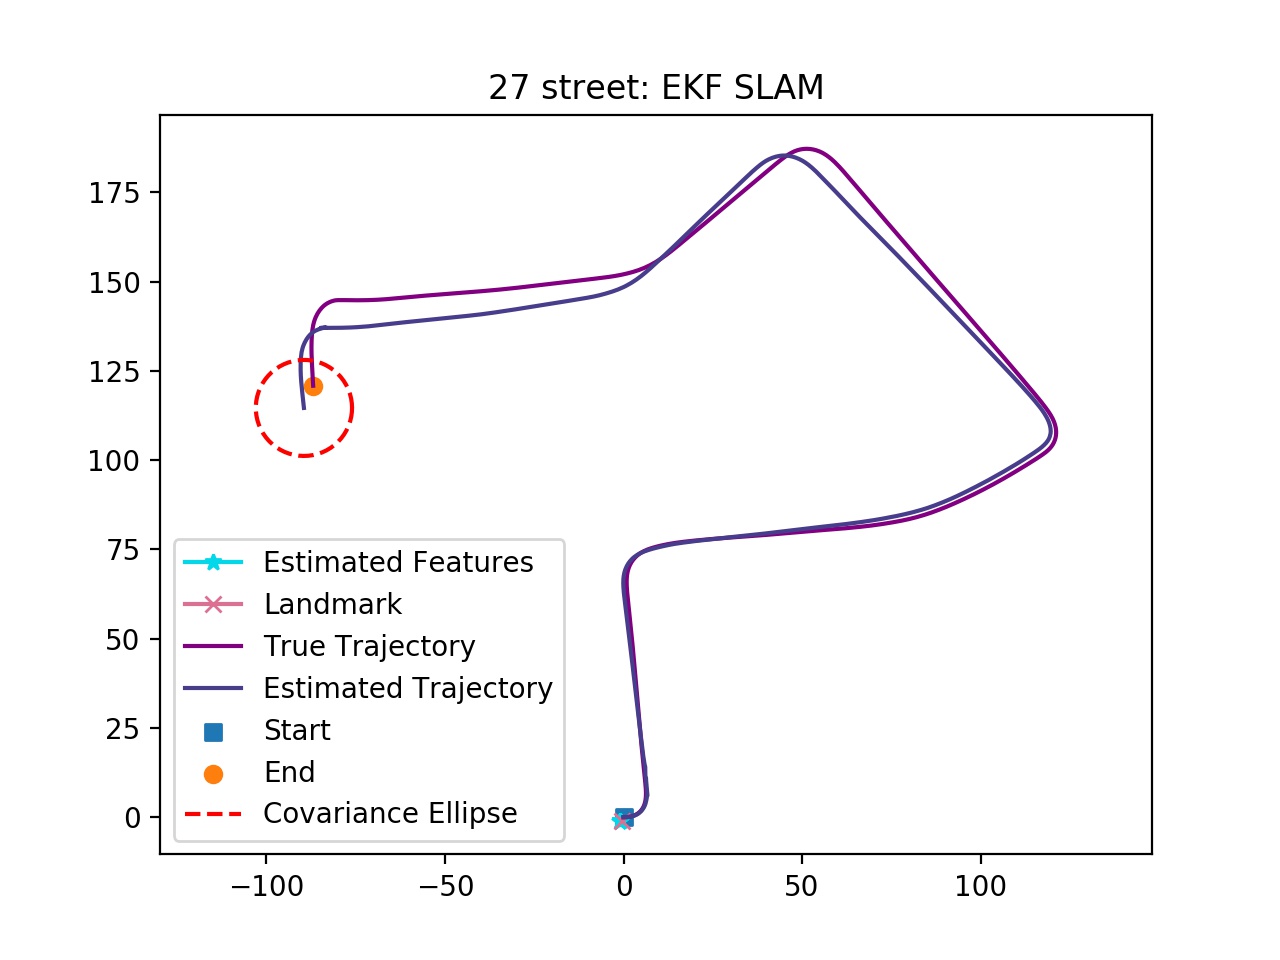 27 street: EKF SLAM
175
150
125
100
75
50
25
0
Estimated Features
Landmark
True Trajectory
Estimated Trajectory
Start
End
Covariance Ellipse
−100 −50 0 50 100